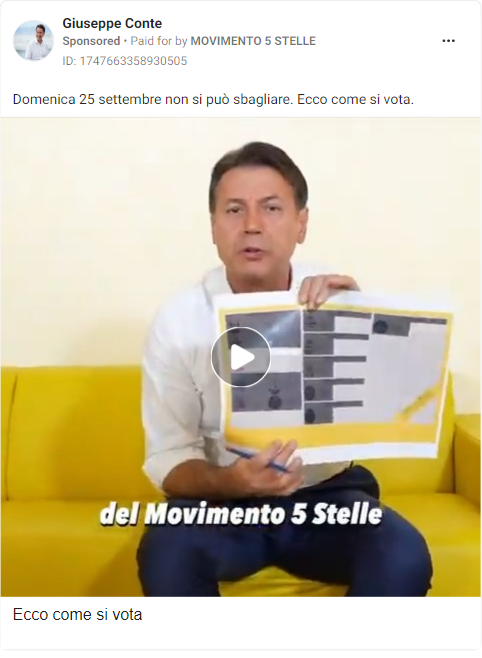 Giuseppe Conte
Sponsored • Paid for by MOVIMENTO 5 STELLE
ID: 1747663358930505
Domenica 25 settembre non si può sbagliare. Ecco come si vota.
del Movimento 5 Stelle
Ecco come si vota